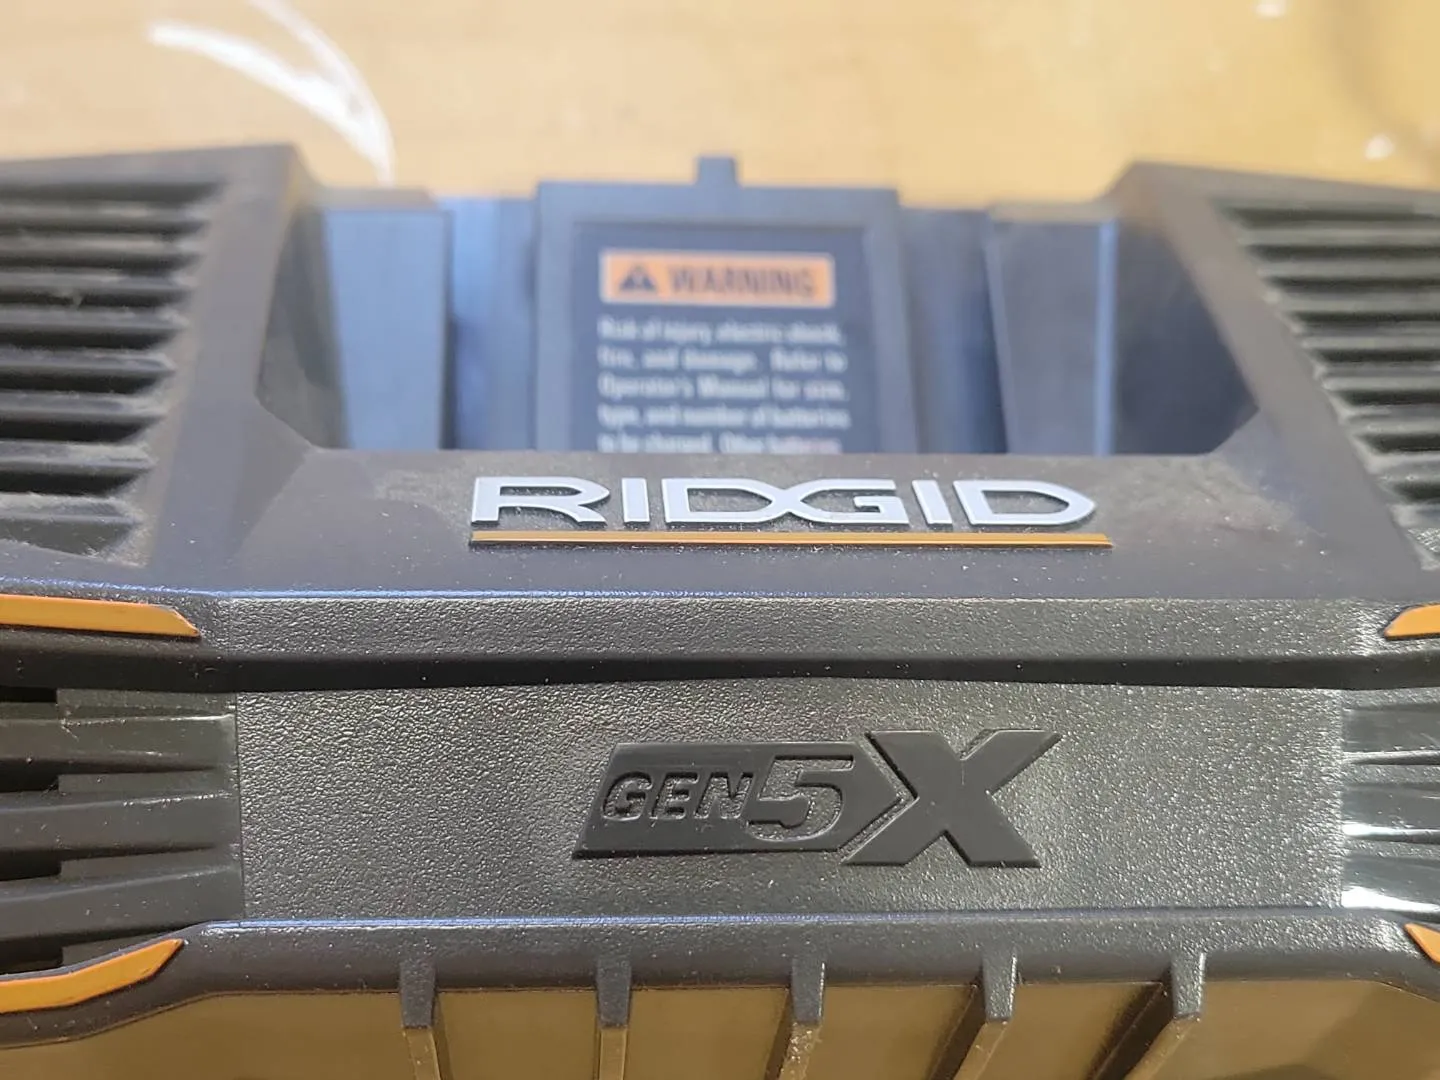 WARNING
Risk of injury, electric shock,
fire, and damage. Refer to
Operator's Manual for size,
type, and number of batteries
to be charged. Other batteries
RIDGID
GEN5X